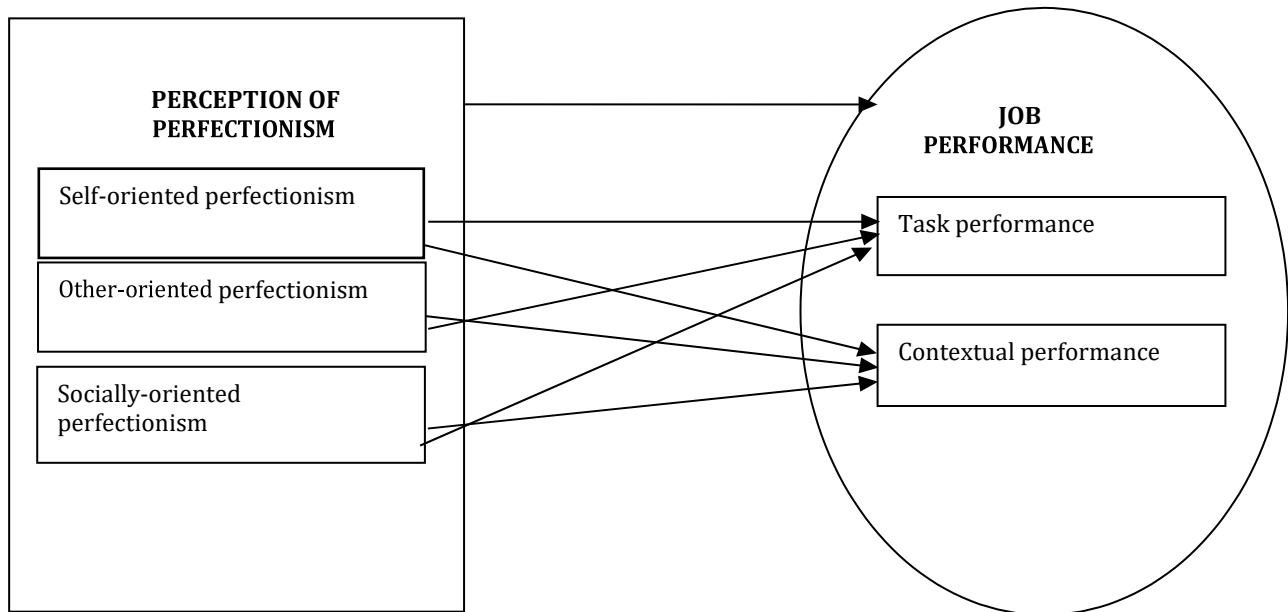 PERCEPTION OF
PERFECTIONISM
Self-oriented perfectionism
Other-oriented perfectionism
Socially-oriented
perfectionism
JOB
PERFORMANCE
Task performance
Contextual performance